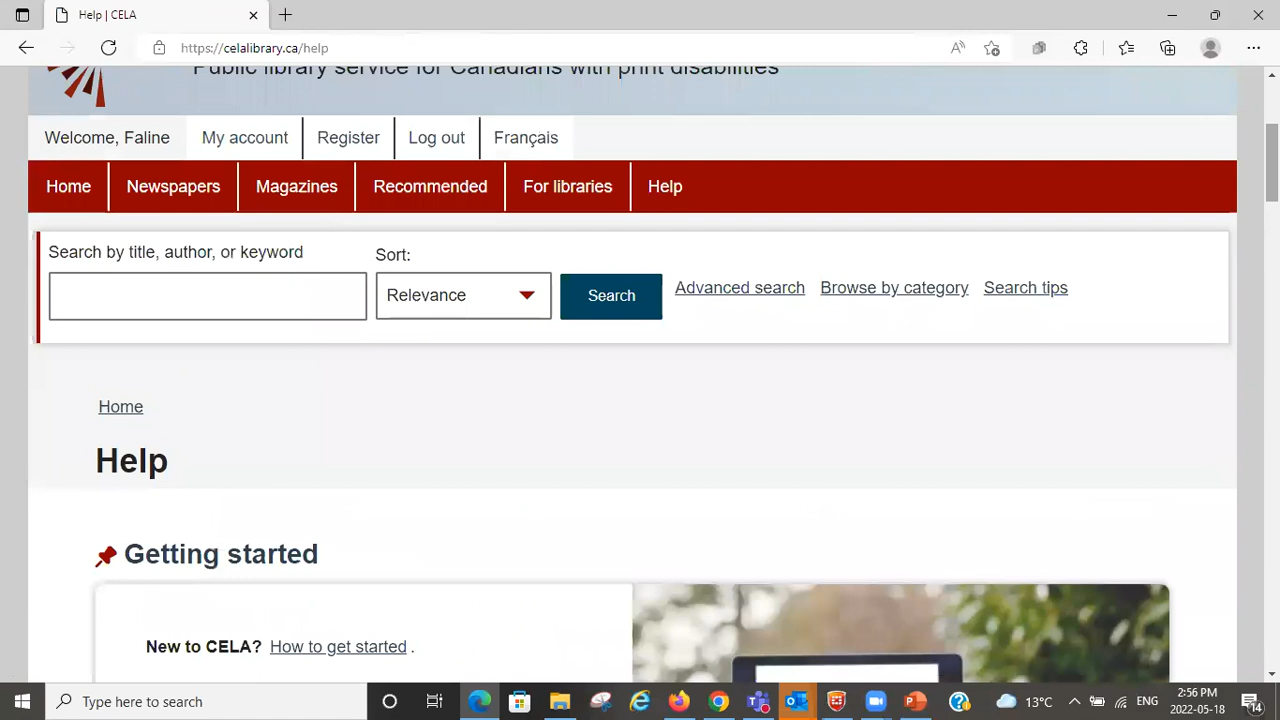 Help | CELA
https://celalibrary.ca/help
Public library service for Canadians with print disabilities
Welcome, Faline My account Register Log out Français
Home Newspapers Magazines Recommended For libraries Help
Search by title, author, or keyword Sort:
Relevance Search Advanced search Browse by category Search tips
Home
Help
Getting started
New to CELA? How to get started .
Type here to search 13°C ENG 2:56 PM
2022-05-18 14